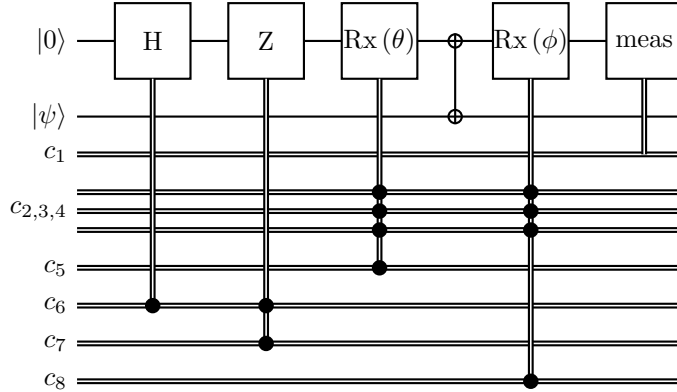 |0⟩ H Z Rx (θ) Rx (ϕ) meas
|ψ⟩
c₁
c₂,₃,₄
c₅
c₆
c₇
c₈